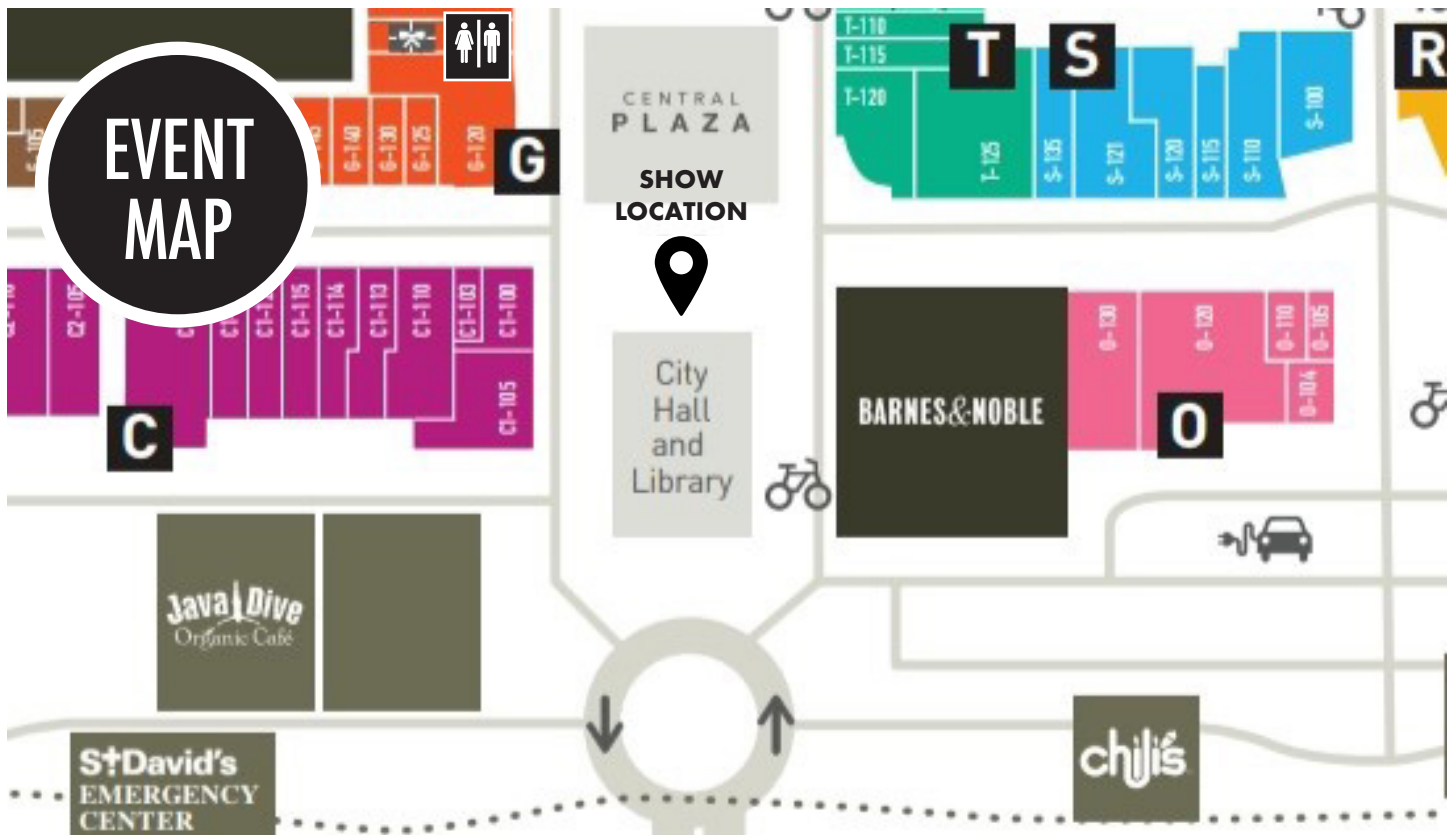 EVENT
MAP
G-140
G-130
G-125
G-120
G
CENTRAL
PLAZA
SHOW
LOCATION
T-110
T-115
T-120
T-125
T
S
S-135
S-121
S-120
S-115
S-110
S-100
R
C2-105
C1-115
C1-114
C1-113
C1-110
C1-103
C1-100
C1-105
C
City
Hall
and
Library
BARNES&NOBLE
O-130
O-120
O-110
O-105
O-104
O
Java Dive
Organic Café
St David's
EMERGENCY
CENTER
chili's